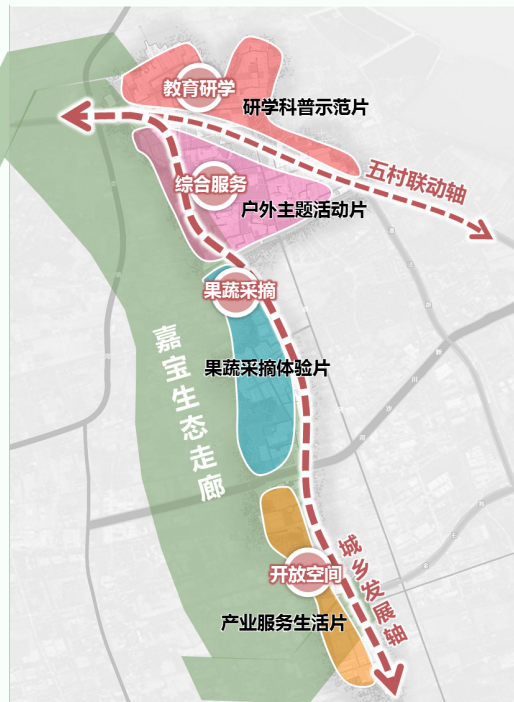 教育研学
研学科普示范片
五村联动轴
综合服务
户外主题活动片
果蔬采摘
果蔬采摘体验片
嘉宝生态走廊
开放空间
城乡发展轴
产业服务生活片